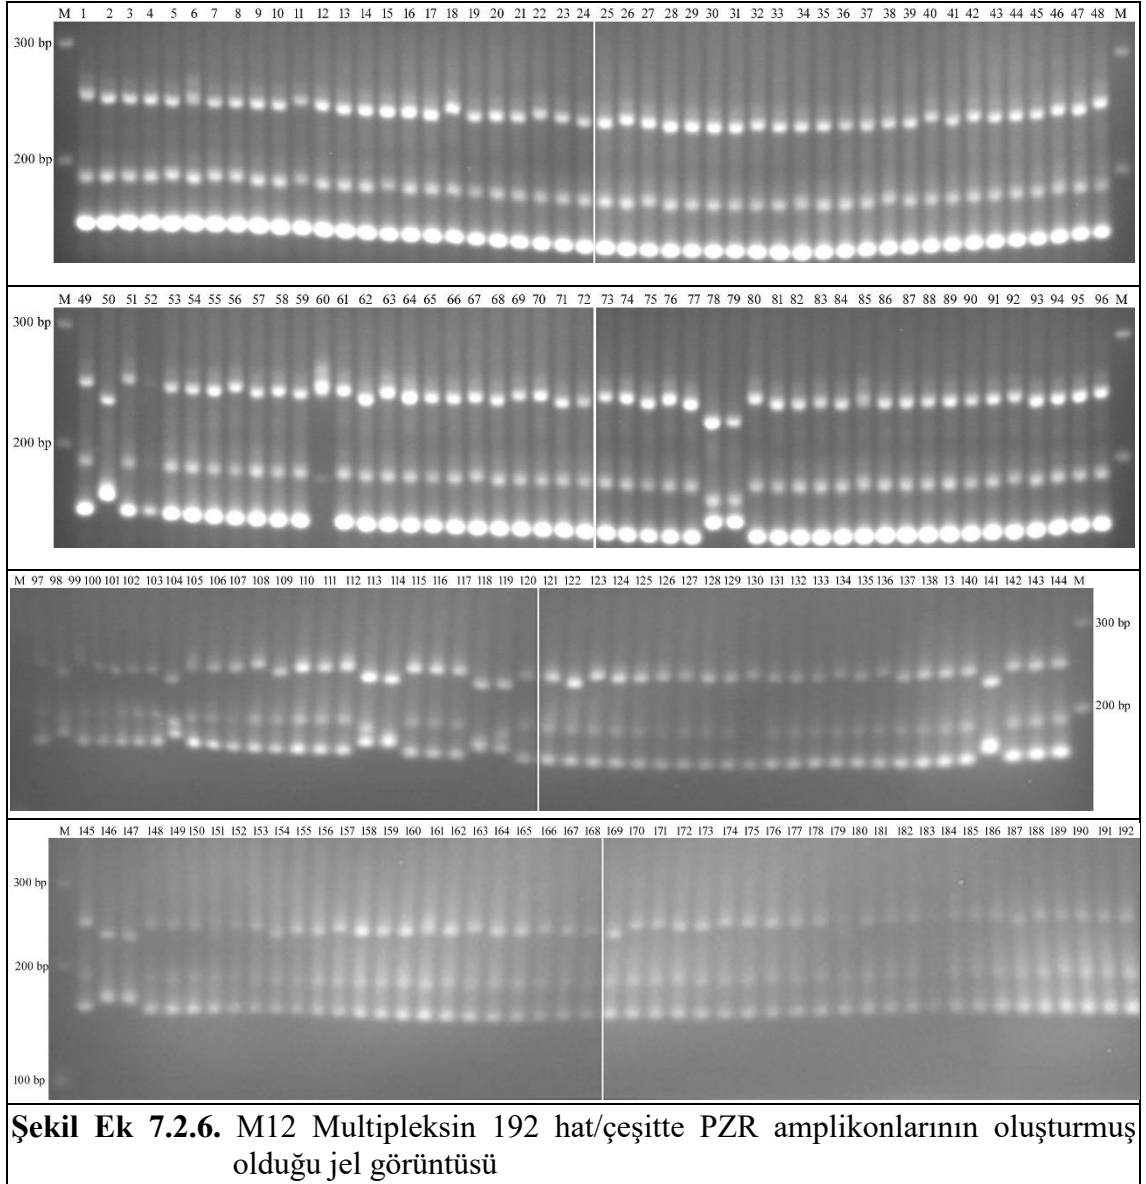 M 1 2 3 4 5 6 7 8 9 10 11 12 13 14 15 16 17 18 19 20 21 22 23 24 25 26 27 28 29 30 31 32 33 34 35 36 37 38 39 40 41 42 43 44 45 46 47 48 M
300 bp
200 bp
M 49 50 51 52 53 54 55 56 57 58 59 60 61 62 63 64 65 66 67 68 69 70 71 72 73 74 75 76 77 78 79 80 81 82 83 84 85 86 87 88 89 90 91 92 93 94 95 96 M
300 bp
200 bp
M 97 98 99 100 101 102 103 104 105 106 107 108 109 110 111 112 113 114 115 116 117 118 119 120 121 122 123 124 125 126 127 128 129 130 131 132 133 134 135 136 137 138 13 140 141 142 143 144 M
300 bp
200 bp
M 145 146 147 148 149 150 151 152 153 154 155 156 157 158 159 160 161 162 163 164 165 166 167 168 169 170 171 172 173 174 175 176 177 178 179 180 181 182 183 184 185 186 187 188 189 190 191 192
300 bp
200 bp
100 bp
Şekil Ek 7.2.6. M12 Multipleksin 192 hat/çeşitte PZR amplikonlarının oluşturmuş
olduğu jel görüntüsü